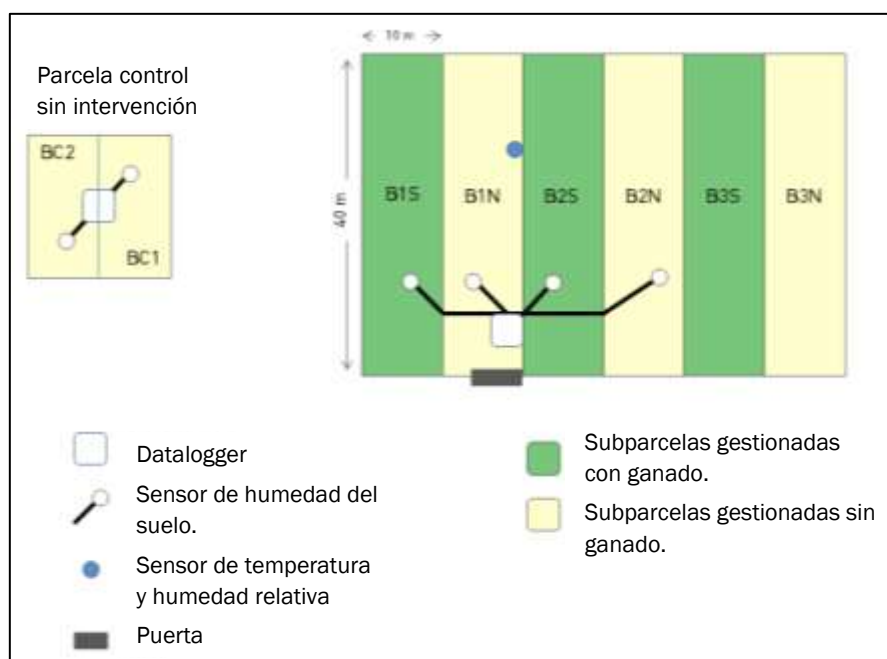 10 m
Parcela control
sin intervención
BC2
BC1
40 m
B1S
B1N
B2S
B2N
B3S
B3N
Datalogger
Sensor de humedad del
suelo.
Sensor de temperatura
y humedad relativa
Puerta
Subparcelas gestionadas
con ganado.
Subparcelas gestionadas sin
ganado.